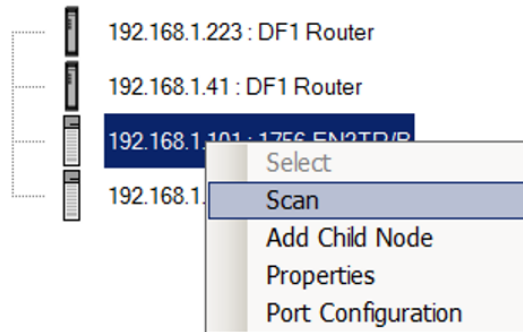 192.168.1.223 : DF1 Router
192.168.1.41 : DF1 Router
192.168.1.101 : 1756-EN2TR/B
192.168.1.
Select
Scan
Add Child Node
Properties
Port Configuration